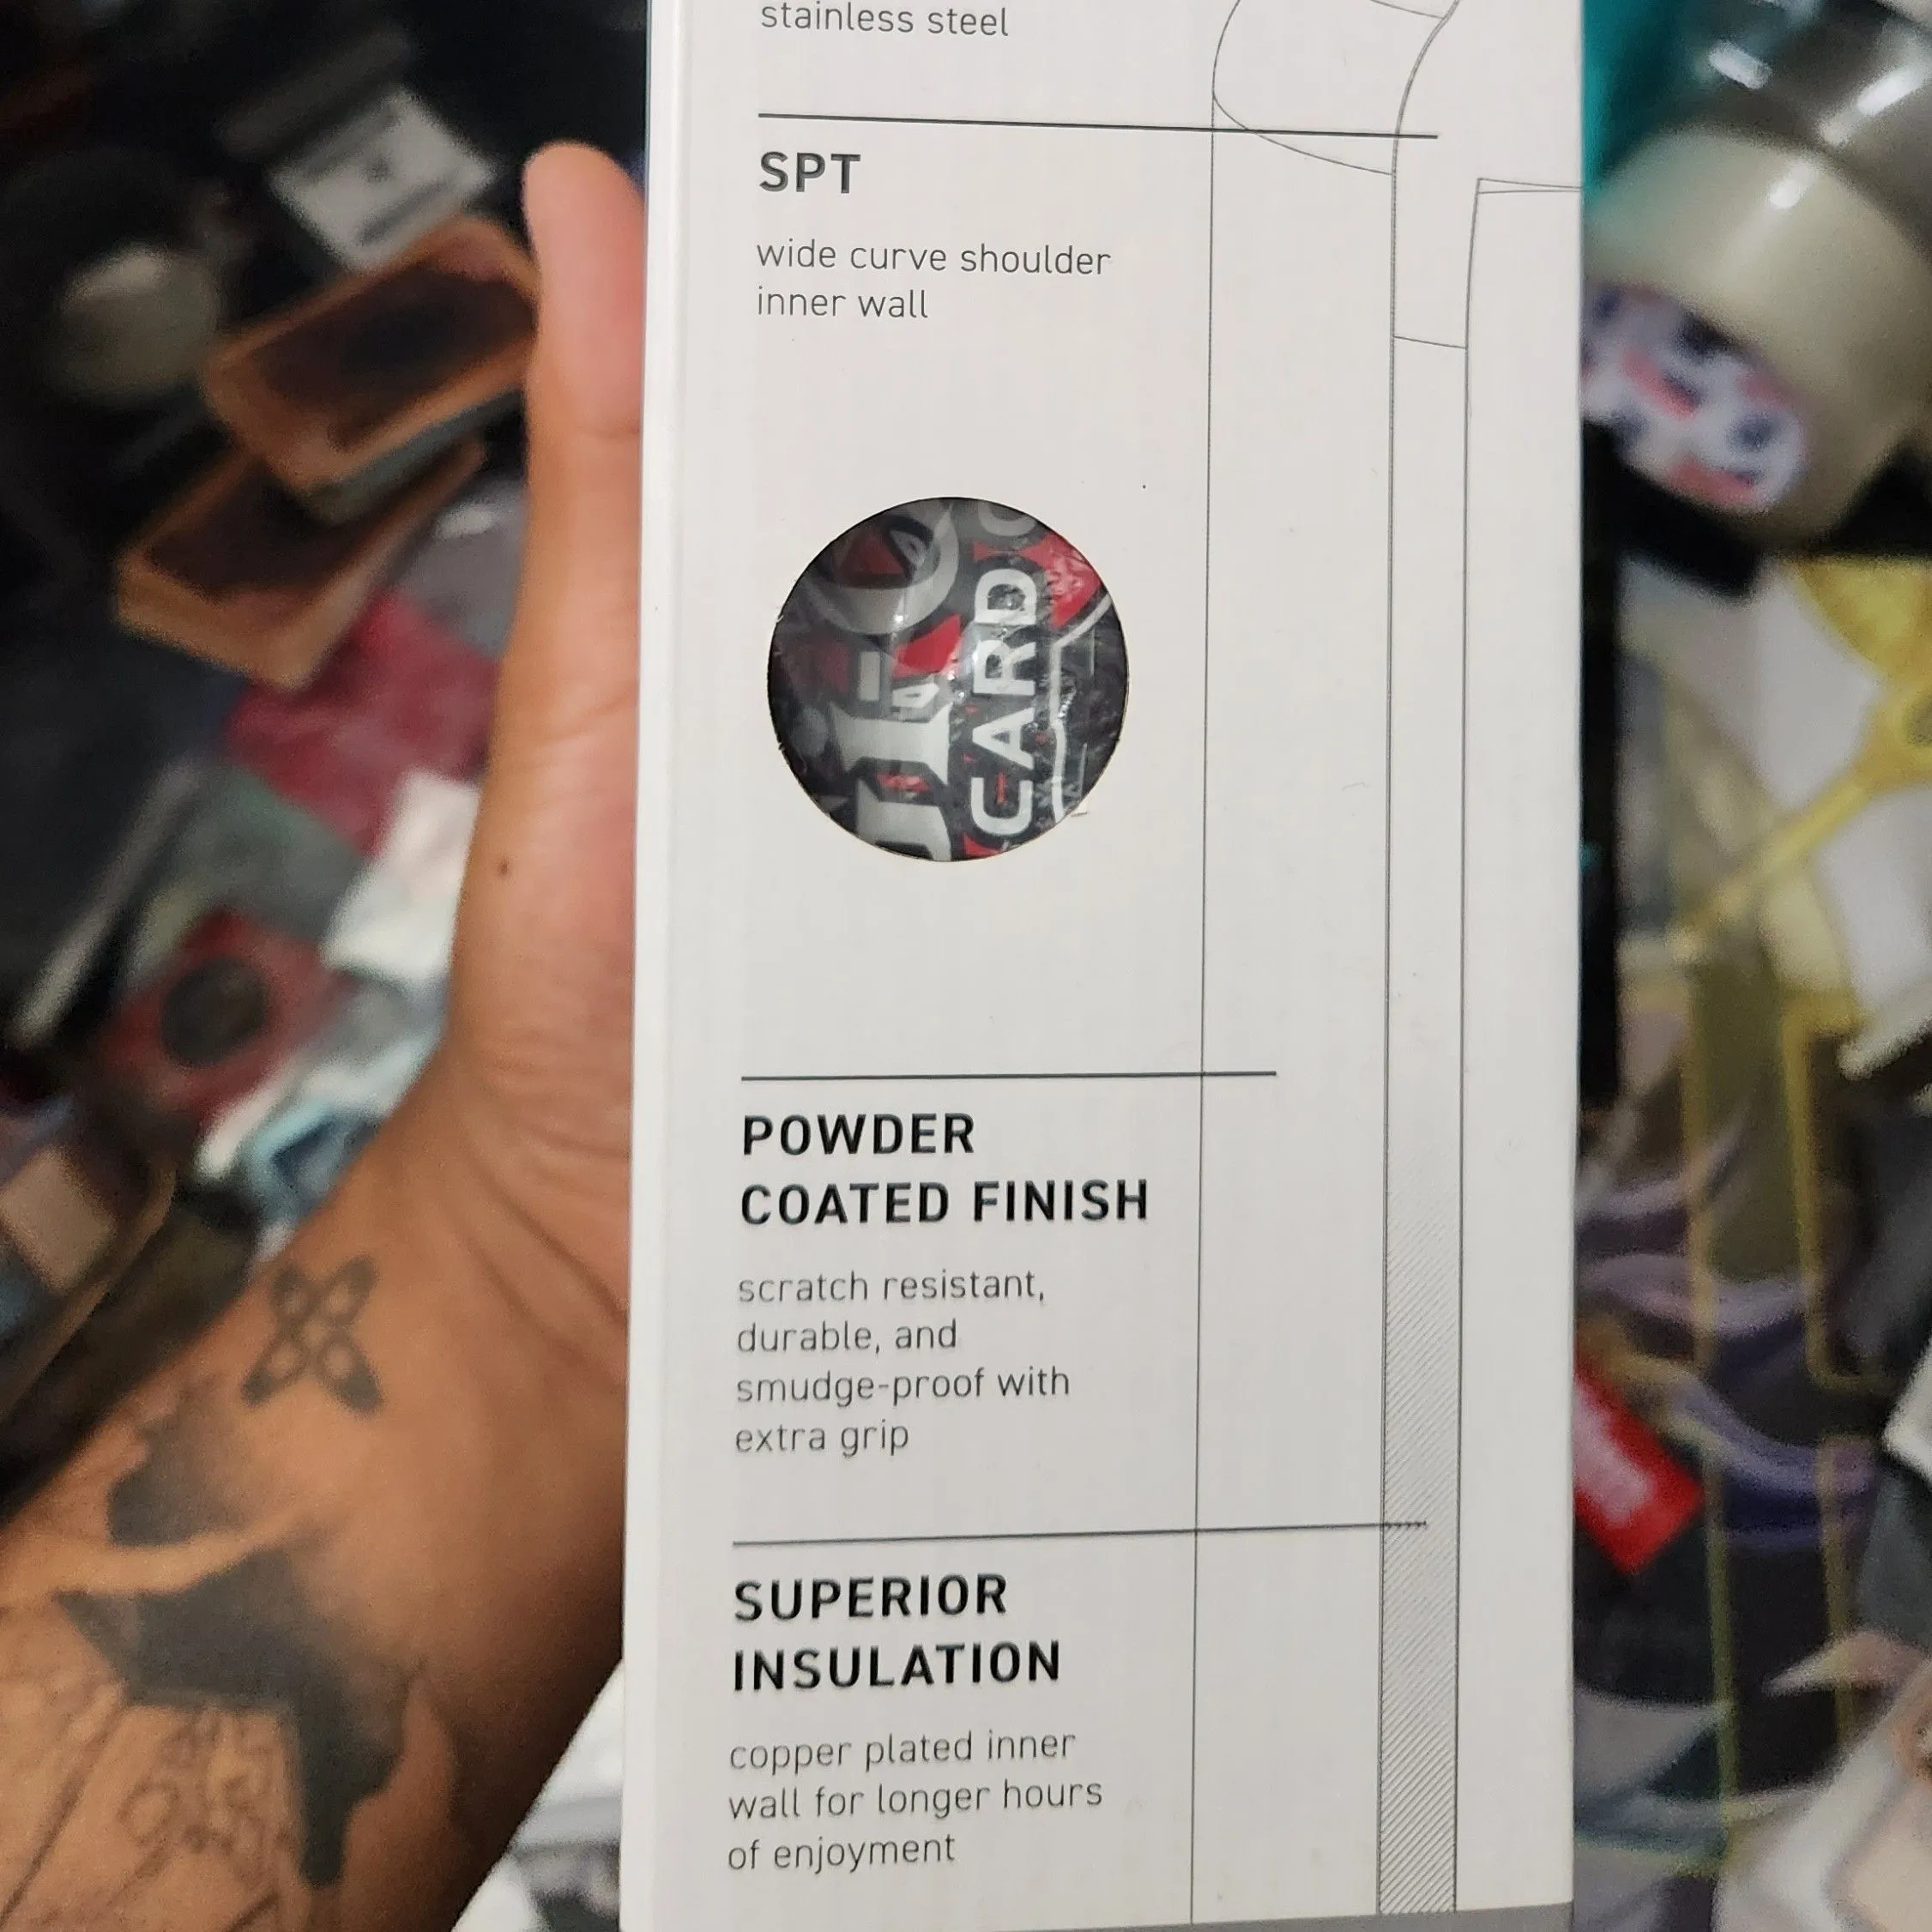 stainless steel
SPT
wide curve shoulder
inner wall
CARD
POWDER
COATED FINISH
scratch resistant,
durable, and
smudge-proof with
extra grip
SUPERIOR
INSULATION
copper plated inner
wall for longer hours
of enjoyment